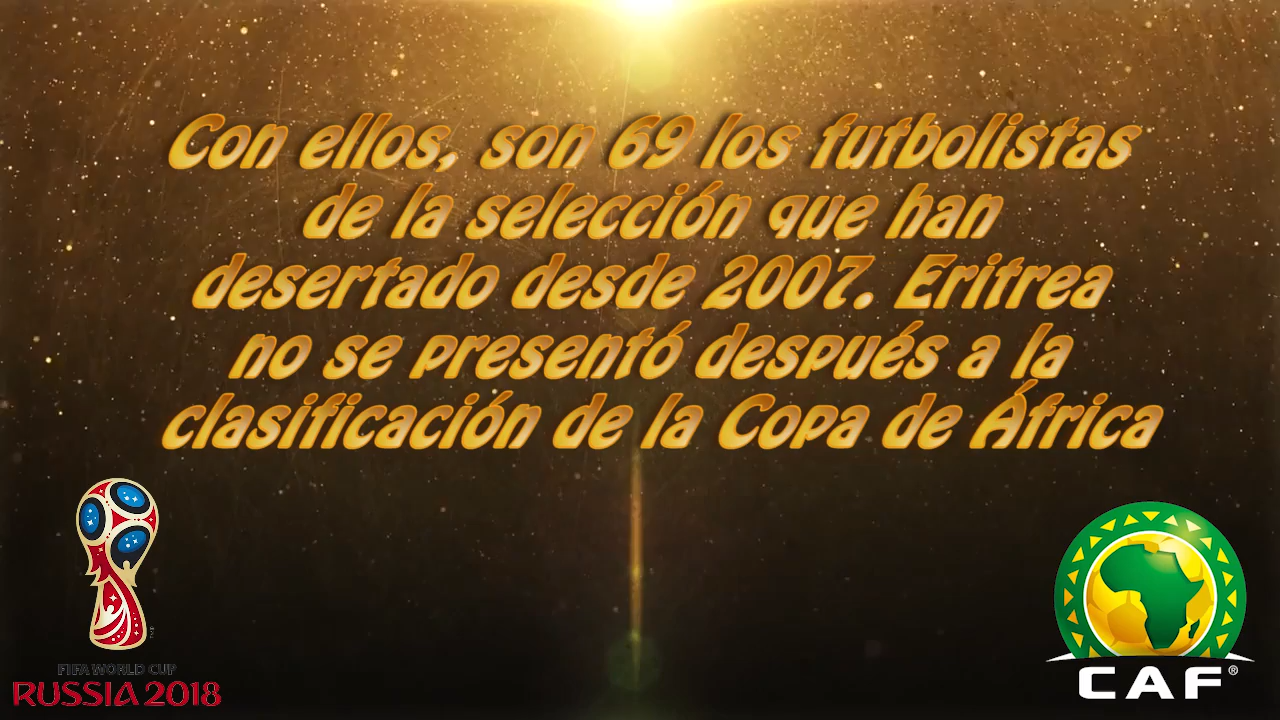 Con ellos, son 69 los futbolistas
de la selección que han
desertado desde 2007. Eritrea
no se presentó después a la
clasificación de la Copa de África
FIFA WORLD CUP
RUSSIA 2018
CAF®